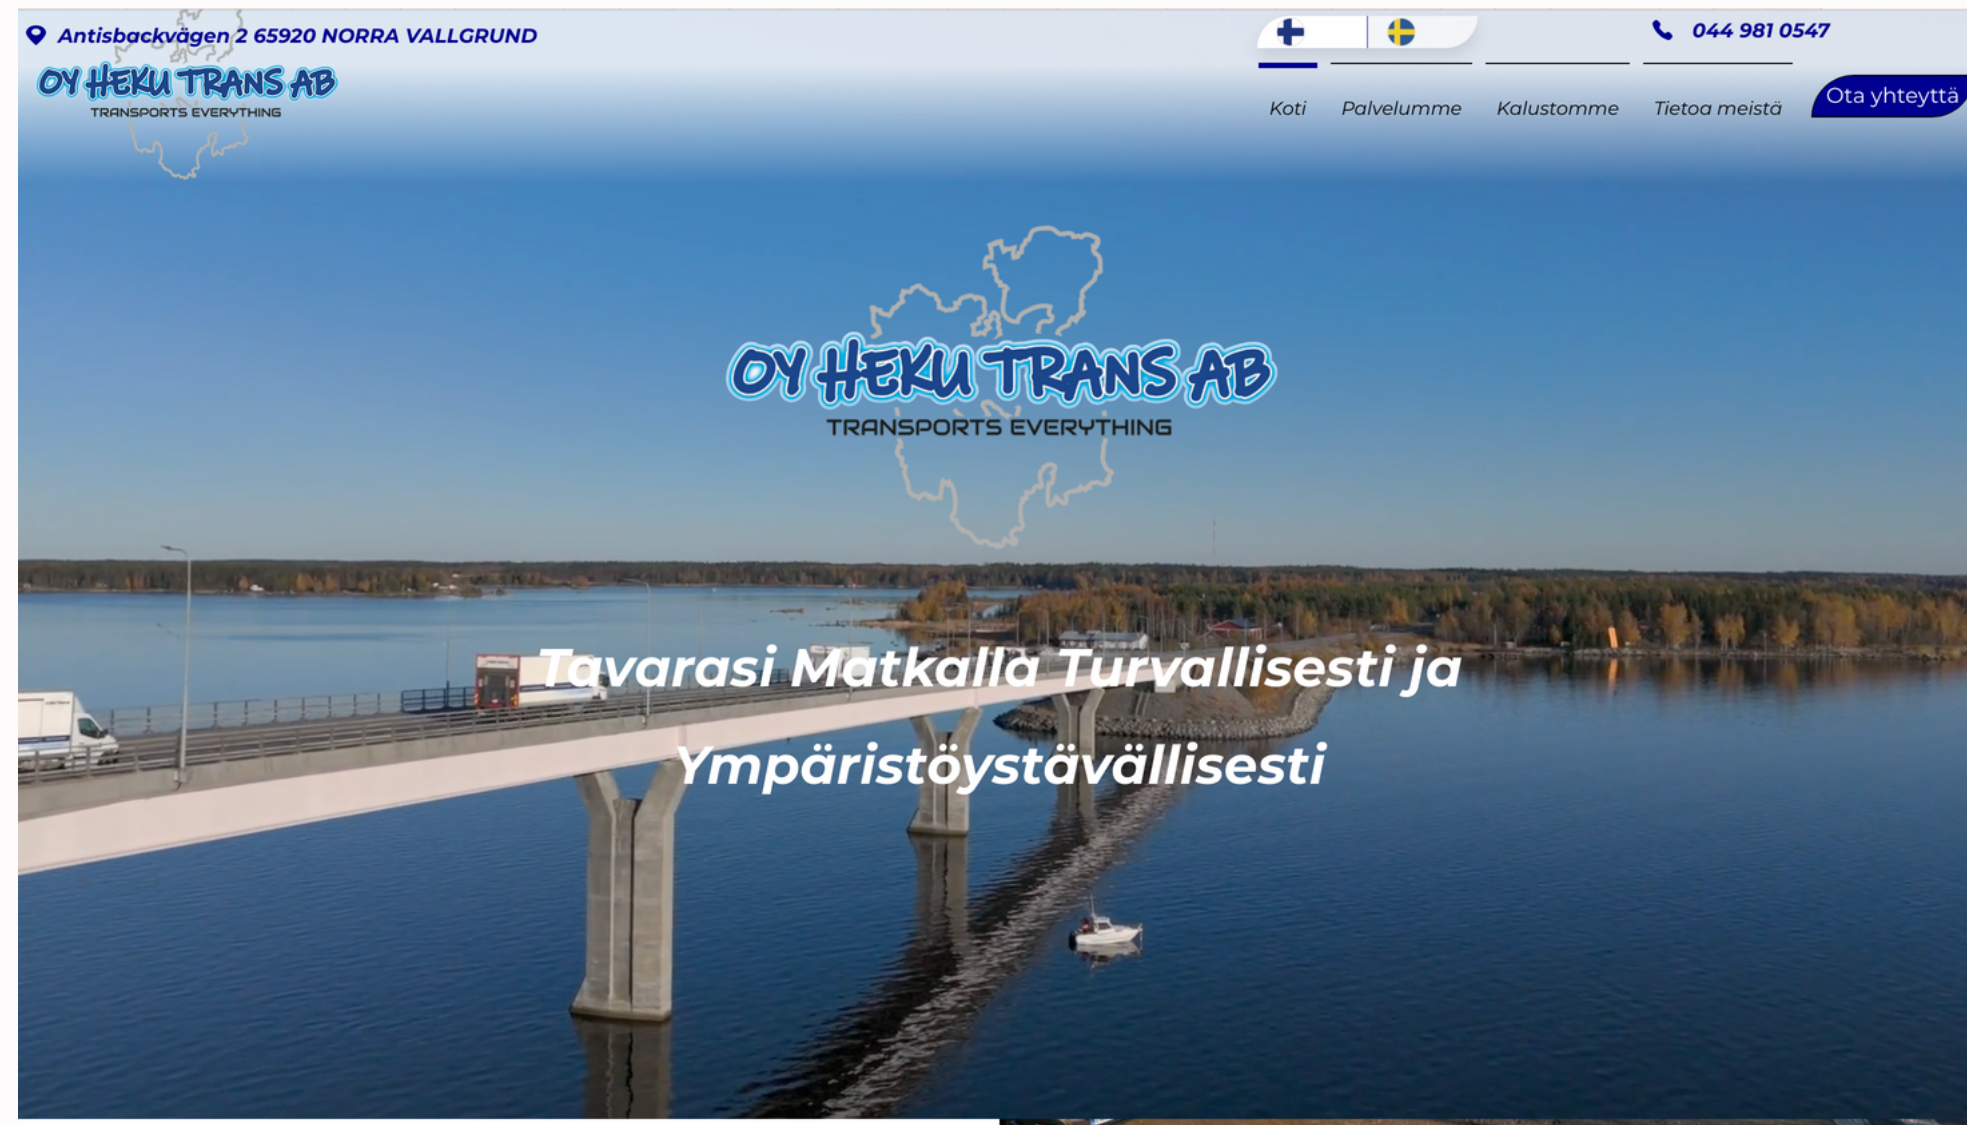 Antisbackvägen 2 65920 NORRA VALLGRUND
044 981 0547
OY HEKU TRANS AB
TRANSPORTS EVERYTHING
Koti Palvelumme Kalustomme Tietoa meistä Ota yhteyttä
OY HEKU TRANS AB
TRANSPORTS EVERYTHING
Tavarasi Matkalla Turvallisesti ja
Ympäristöystävällisesti